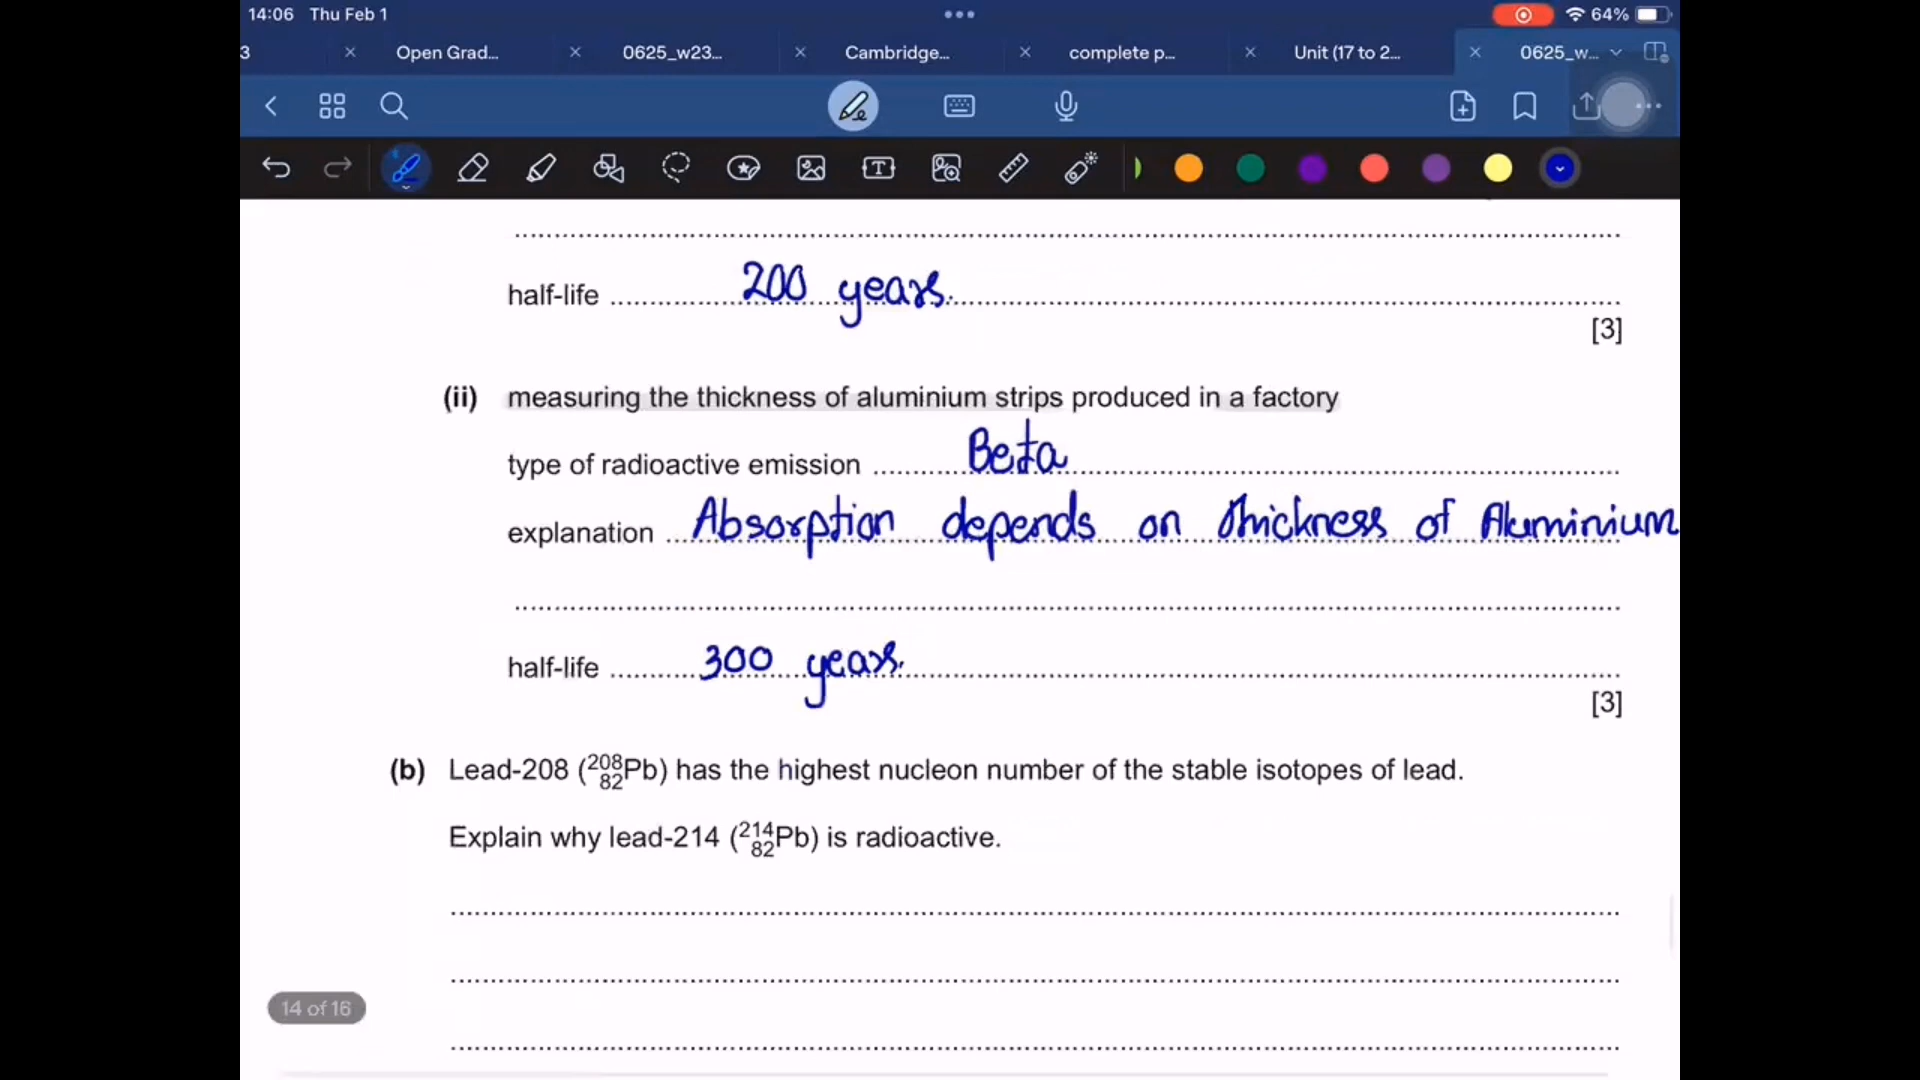 14:06 Thu Feb 1 64%
3 Open Grad... 0625_w23... Cambridge... complete p... Unit (17 to 2... 0625_w...
half-life 200 years.
[3]
(ii) measuring the thickness of aluminium strips produced in a factory
type of radioactive emission Beta
explanation Absorption depends on thickness of Aluminium
half-life 300 years.
[3]
(b) Lead-208 (²⁰⁸₈₂Pb) has the highest nucleon number of the stable isotopes of lead.
Explain why lead-214 (²¹⁴₈₂Pb) is radioactive.
14 of 16